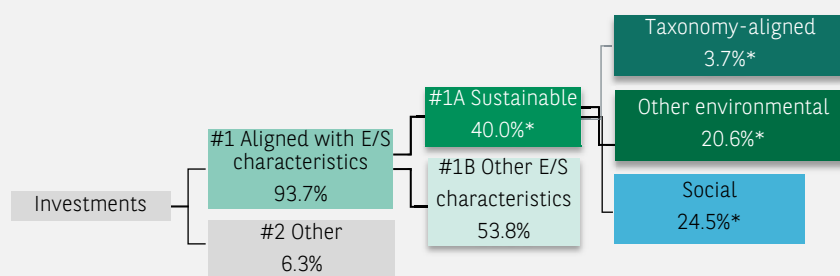 Investments
#1 Aligned with E/S
characteristics
93.7%
#2 Other
6.3%
#1A Sustainable
40.0%*
#1B Other E/S
characteristics
53.8%
Taxonomy-aligned
3.7%*
Other environmental
20.6%*
Social
24.5%*